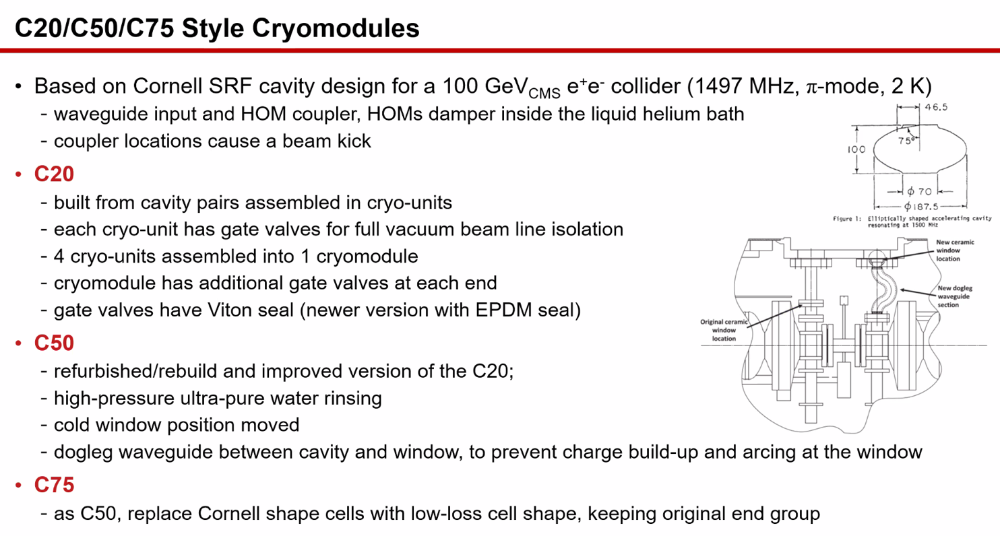 C20/C50/C75 Style Cryomodules
• Based on Cornell SRF cavity design for a 100 GeVCMS e+e- collider (1497 MHz, π-mode, 2 K)
- waveguide input and HOM coupler, HOMs damper inside the liquid helium bath
- coupler locations cause a beam kick
• C20
- built from cavity pairs assembled in cryo-units
- each cryo-unit has gate valves for full vacuum beam line isolation
- 4 cryo-units assembled into 1 cryomodule
- cryomodule has additional gate valves at each end
- gate valves have Viton seal (newer version with EPDM seal)
• C50
- refurbished/rebuild and improved version of the C20;
- high-pressure ultra-pure water rinsing
- cold window position moved
- dogleg waveguide between cavity and window, to prevent charge build-up and arcing at the window
• C75
- as C50, replace Cornell shape cells with low-loss cell shape, keeping original end group
46.5
75°
100
ϕ 70
ϕ187.5
Figure 1: Elliptically shaped accelerating cavity
resonating at 1500 MHz
New ceramic
window
location
New dogleg
waveguide
section
Original ceramic
window
location